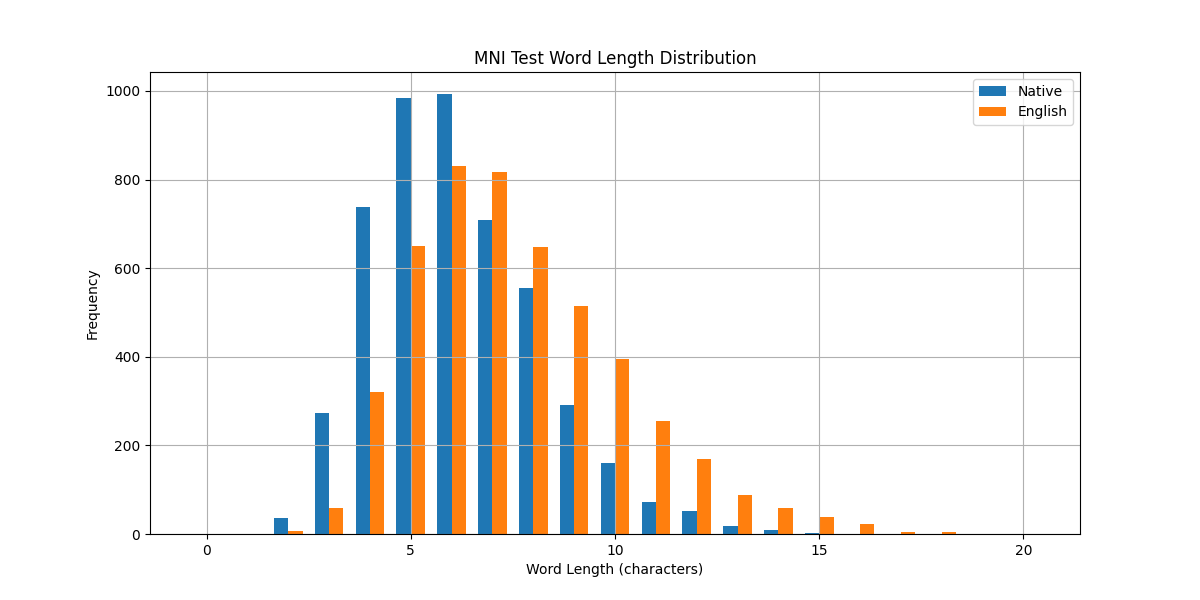 MNI Test Word Length Distribution
Native
English
1000
800
600
400
200
0
Frequency
0 5 10 15 20
Word Length (characters)